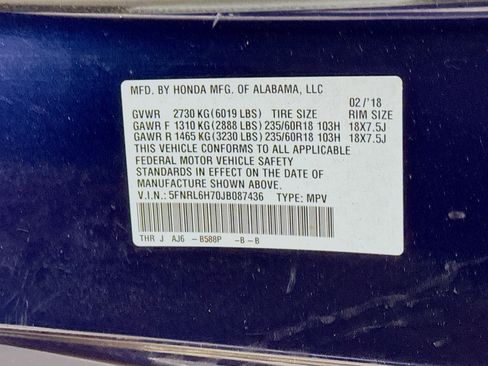 MFD. BY HONDA MFG. OF ALABAMA, LLC
02/'18
GVWR 2730 KG (6019 LBS) TIRE SIZE RIM SIZE
GAWR F 1310 KG (2888 LBS) 235/60R18 103H 18X7.5J
GAWR R 1465 KG (3230 LBS) 235/60R18 103H 18X7.5J
THIS VEHICLE CONFORMS TO ALL APPLICABLE
FEDERAL MOTOR VEHICLE SAFETY
STANDARDS IN EFFECT ON THE DATE OF
MANUFACTURE SHOWN ABOVE.
V.I.N.: 5FNRL6H70JB087436 TYPE: MPV
THR J AJ6 -B588P -B-B